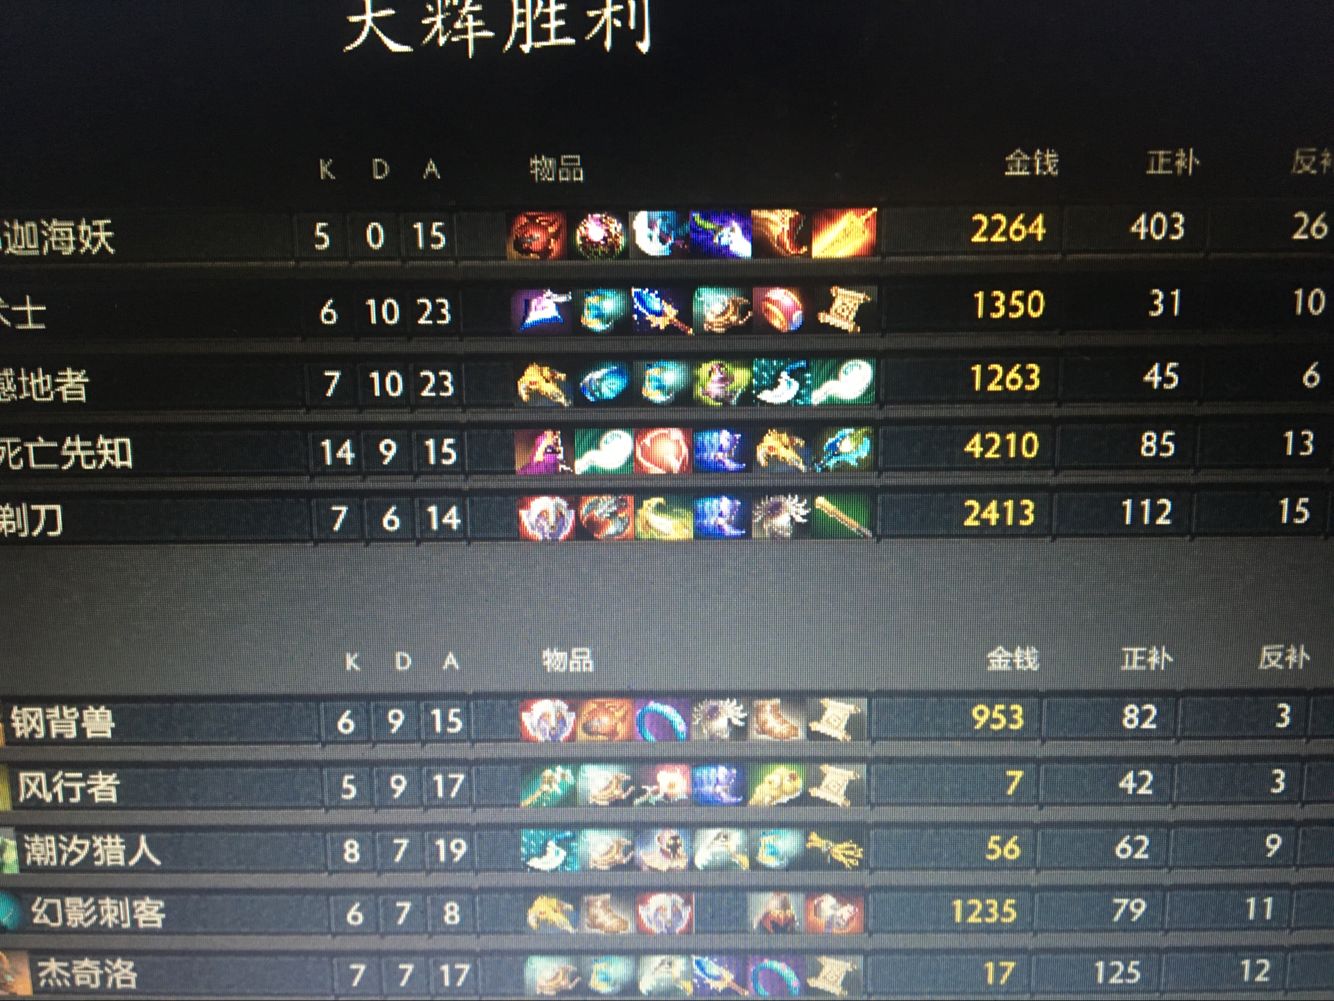 天辉胜利
K D A 物品 金钱 正补 反补
迦海妖 5 0 15 2264 403 26
术士 6 10 23 1350 31 10
撼地者 7 10 23 1263 45 6
死亡先知 14 9 15 4210 85 13
剃刀 7 6 14 2413 112 15
K D A 物品 金钱 正补 反补
钢背兽 6 9 15 953 82 3
风行者 5 9 17 7 42 3
潮汐猎人 8 7 19 56 62 9
幻影刺客 6 7 8 1235 79 11
杰奇洛 7 7 17 17 125 12